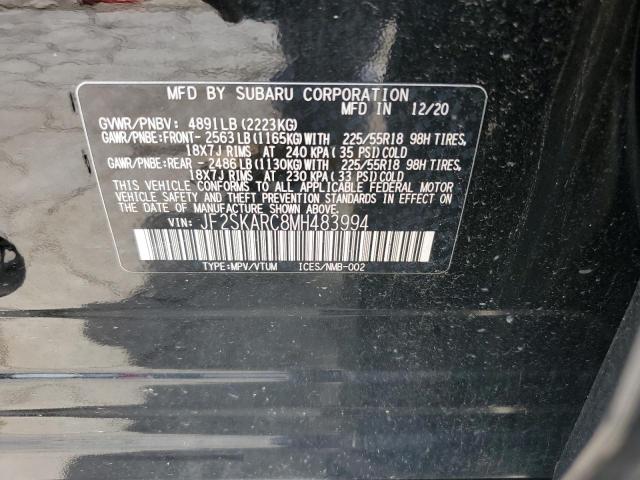 MFD BY SUBARU CORPORATION
MFD IN 12/20
GVWR/PNBV: 4891LB(2223KG)
GAWR/PNBE:FRONT-2563LB(1165KG)WITH 225/55R18 98H TIRES,
18X7J RIMS AT 240 KPA(35 PSI)COLD
GAWR/PNBE:REAR -2486LB(1130KG)WITH 225/55R18 98H TIRES,
18X7J RIMS AT 230 KPA(33 PSI)COLD
THIS VEHICLE CONFORMS TO ALL APPLICABLE FEDERAL MOTOR
VEHICLE SAFETY, BUMPER, AND THEFT PREVENTION STANDARDS
IN EFFECT ON THE DATE OF MANUFACTURE SHOWN ABOVE.
VIN: JF2SKARC8MH483994
TYPE:MPV/VTUM ICES/NMB-002